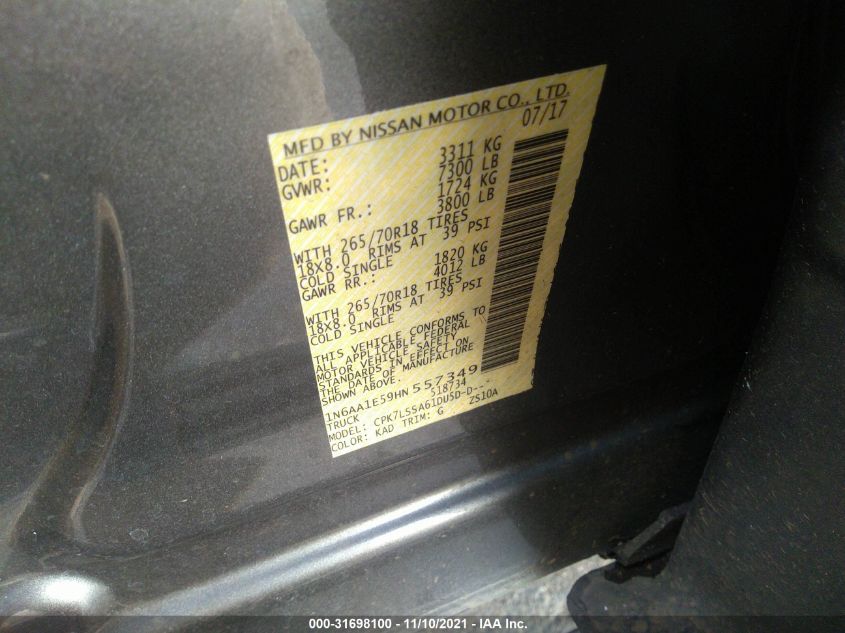 MFD BY NISSAN MOTOR CO., LTD.
DATE: 07/17
GVWR: 3311 KG
7300 LB
GAWR FR.: 1724 KG
3800 LB
WITH 265/70R18 TIRES
18X8.0 RIMS AT 39 PSI
COLD SINGLE
GAWR RR.: 1820 KG
4012 LB
WITH 265/70R18 TIRES
18X8.0 RIMS AT 39 PSI
COLD SINGLE
THIS VEHICLE CONFORMS TO
ALL APPLICABLE FEDERAL
MOTOR VEHICLE SAFETY
STANDARDS IN EFFECT ON
THE DATE OF MANUFACTURE
SHOWN ABOVE.
1N6AA1E59HN557349
TRUCK 518734
MODEL: CPK7LSSA61DU5D-D---
COLOR: KAD TRIM: G ZS10A
000-31698100 - 11/10/2021 - IAA Inc.